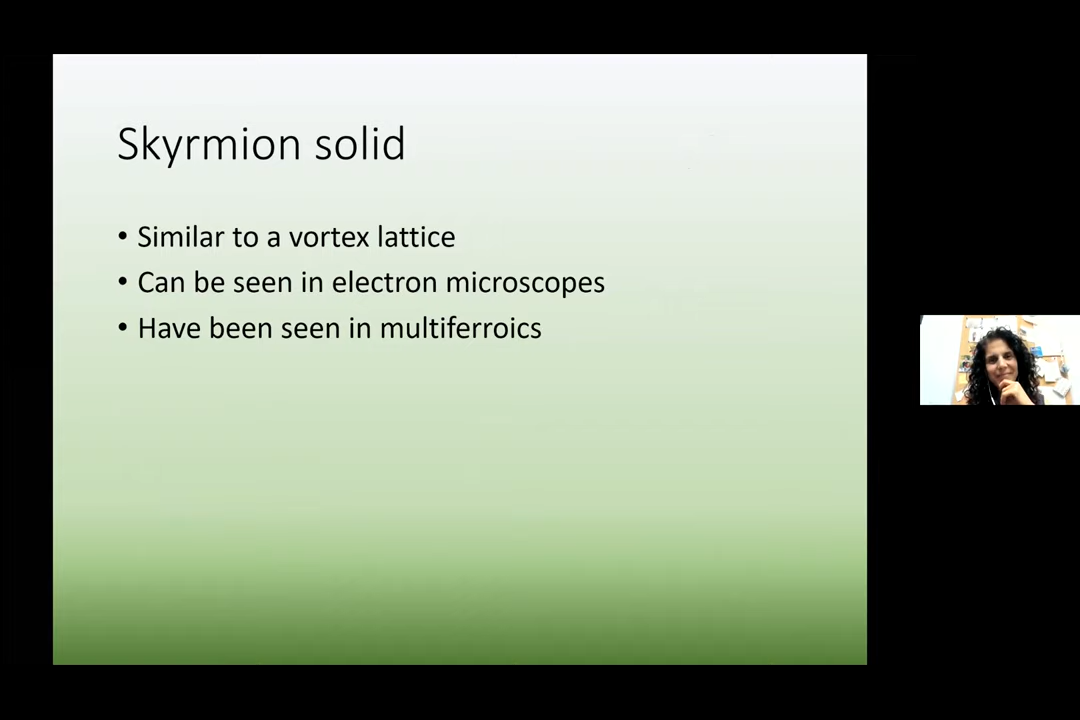 Skyrmion solid
• Similar to a vortex lattice
• Can be seen in electron microscopes
• Have been seen in multiferroics